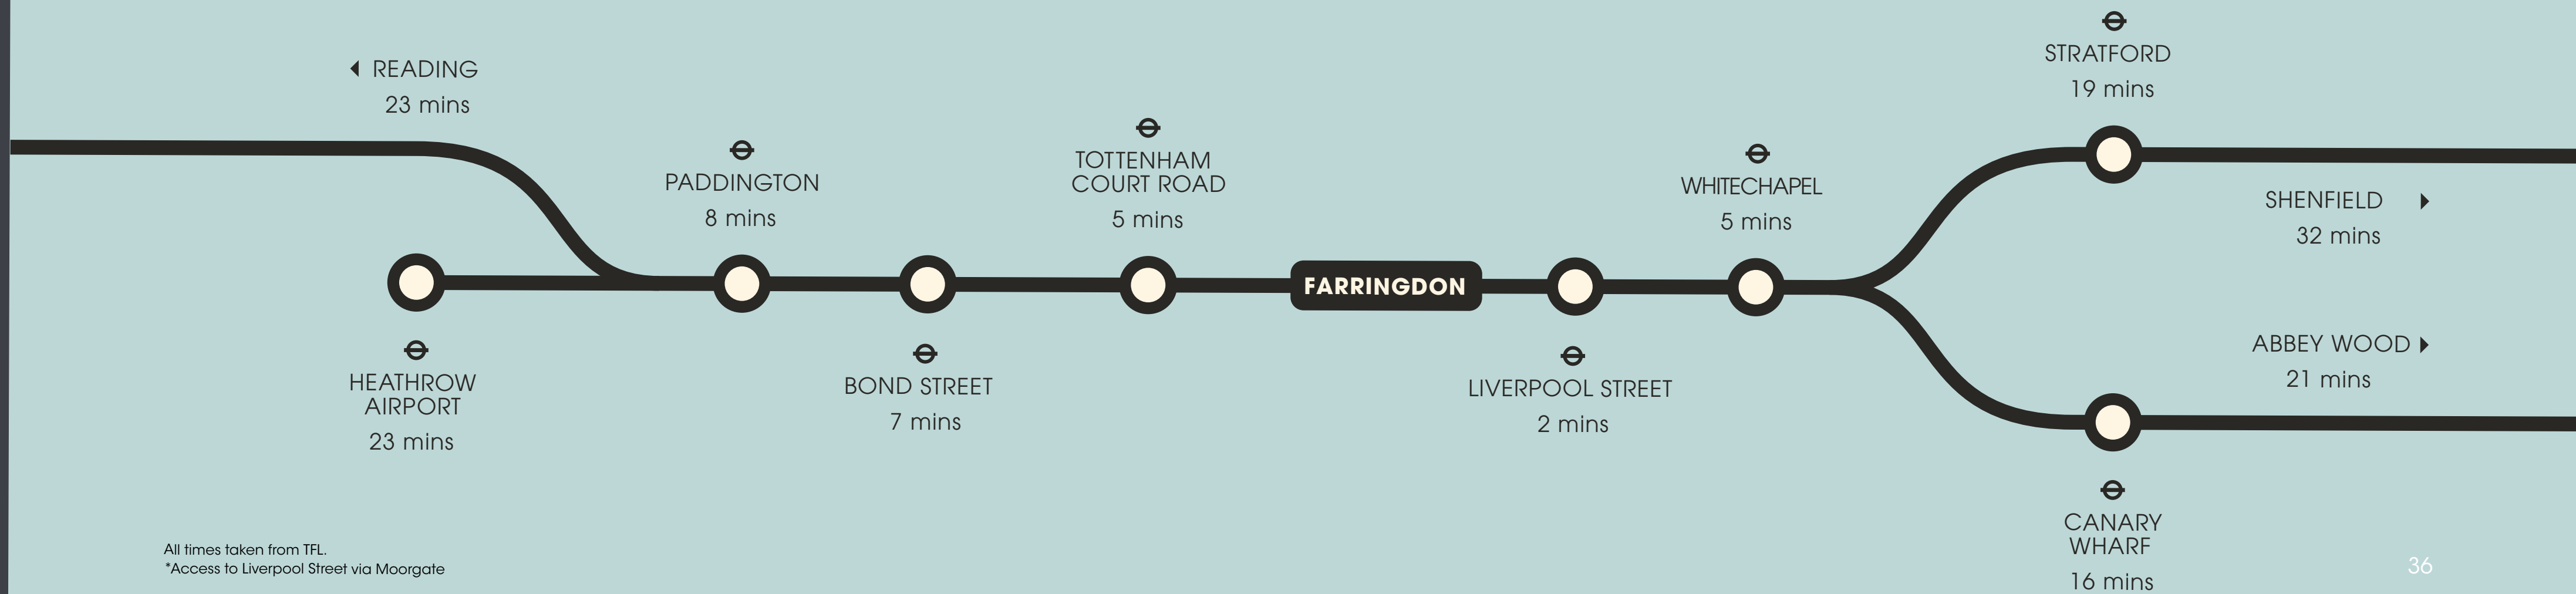 STRATFORD
19 mins
READING
23 mins
PADDINGTON
8 mins
TOTTENHAM
COURT ROAD
5 mins
WHITECHAPEL
5 mins
SHENFIELD
32 mins
FARRINGDON
HEATHROW
AIRPORT
23 mins
BOND STREET
7 mins
LIVERPOOL STREET
2 mins
ABBEY WOOD
21 mins
CANARY
WHARF
16 mins
All times taken from TFL.
*Access to Liverpool Street via Moorgate
36